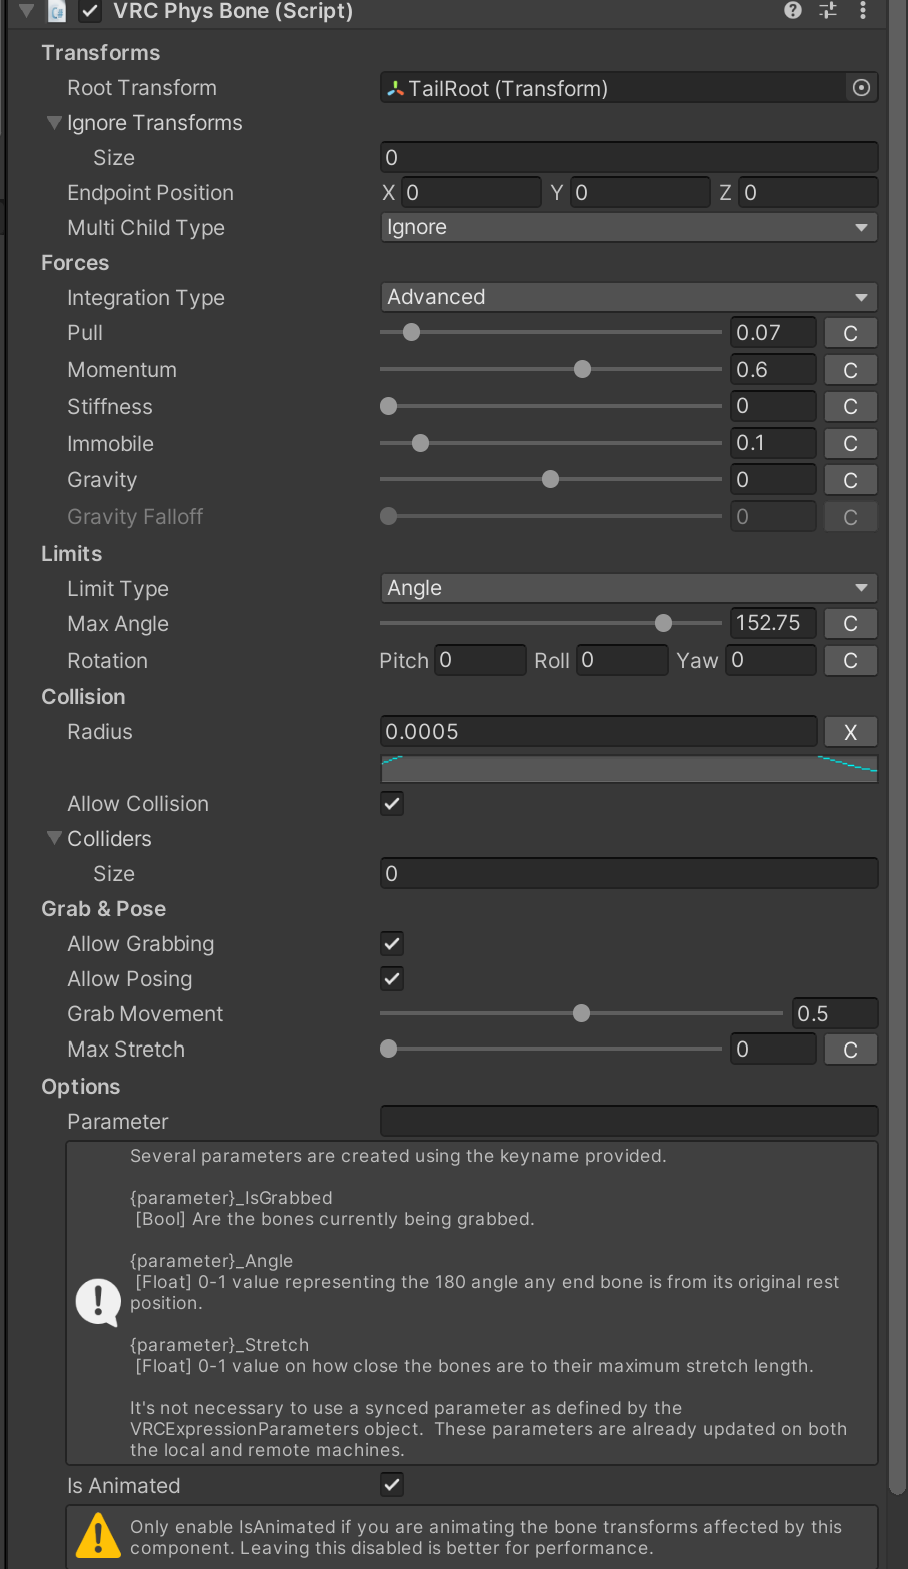 VRC Phys Bone (Script)
Transforms
Root Transform TailRoot (Transform)
Ignore Transforms
Size 0
Endpoint Position X 0 Y 0 Z 0
Multi Child Type Ignore
Forces
Integration Type Advanced
Pull 0.07 C
Momentum 0.6 C
Stiffness 0 C
Immobile 0.1 C
Gravity 0 C
Gravity Falloff 0 C
Limits
Limit Type Angle
Max Angle 152.75 C
Rotation Pitch 0 Roll 0 Yaw 0 C
Collision
Radius 0.0005 X
Allow Collision
Colliders
Size 0
Grab & Pose
Allow Grabbing
Allow Posing
Grab Movement 0.5
Max Stretch 0 C
Options
Parameter
Several parameters are created using the keyname provided.
{parameter}_IsGrabbed
[Bool] Are the bones currently being grabbed.
{parameter}_Angle
[Float] 0-1 value representing the 180 angle any end bone is from its original rest
position.
{parameter}_Stretch
[Float] 0-1 value on how close the bones are to their maximum stretch length.
It's not necessary to use a synced parameter as defined by the
VRCExpressionParameters object.  These parameters are already updated on both
the local and remote machines.
Is Animated
Only enable IsAnimated if you are animating the bone transforms affected by this
component. Leaving this disabled is better for performance.